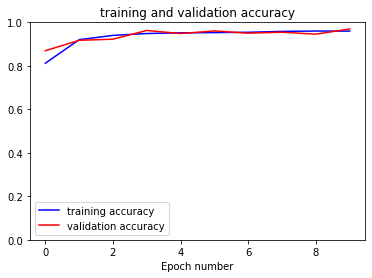 training and validation accuracy
1.0
0.8
0.6
0.4
0.2
0.0
training accuracy
validation accuracy
0 2 4 6 8
Epoch number